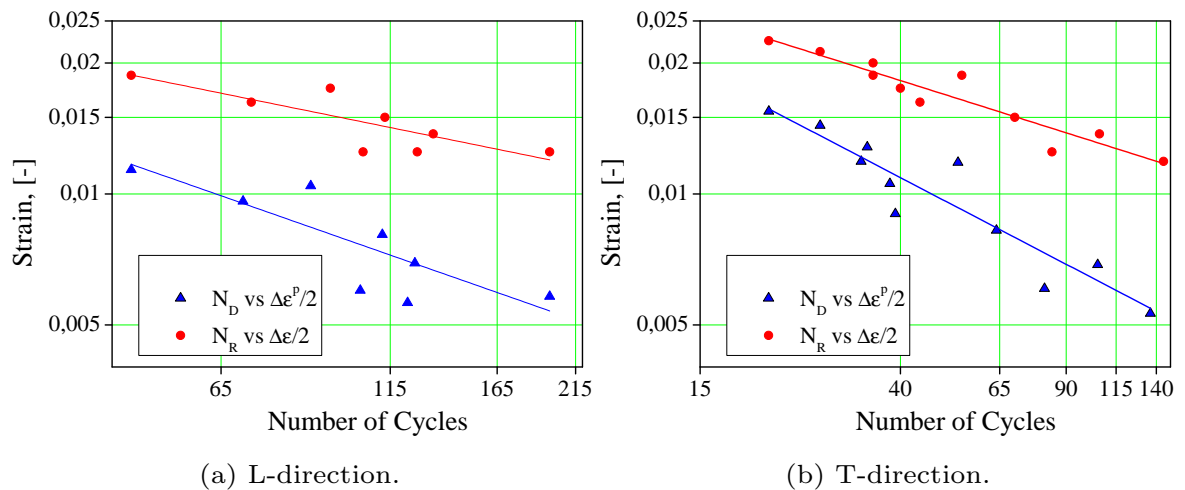 0,025
0,02
0,015
0,01
0,005
Strain, [-]
N_D vs Δε^p/2
N_R vs Δε/2
65 115 165 215
Number of Cycles
(a) L-direction.
0,025
0,02
0,015
0,01
0,005
Strain, [-]
N_D vs Δε^p/2
N_R vs Δε/2
15 40 65 90 115 140
Number of Cycles
(b) T-direction.